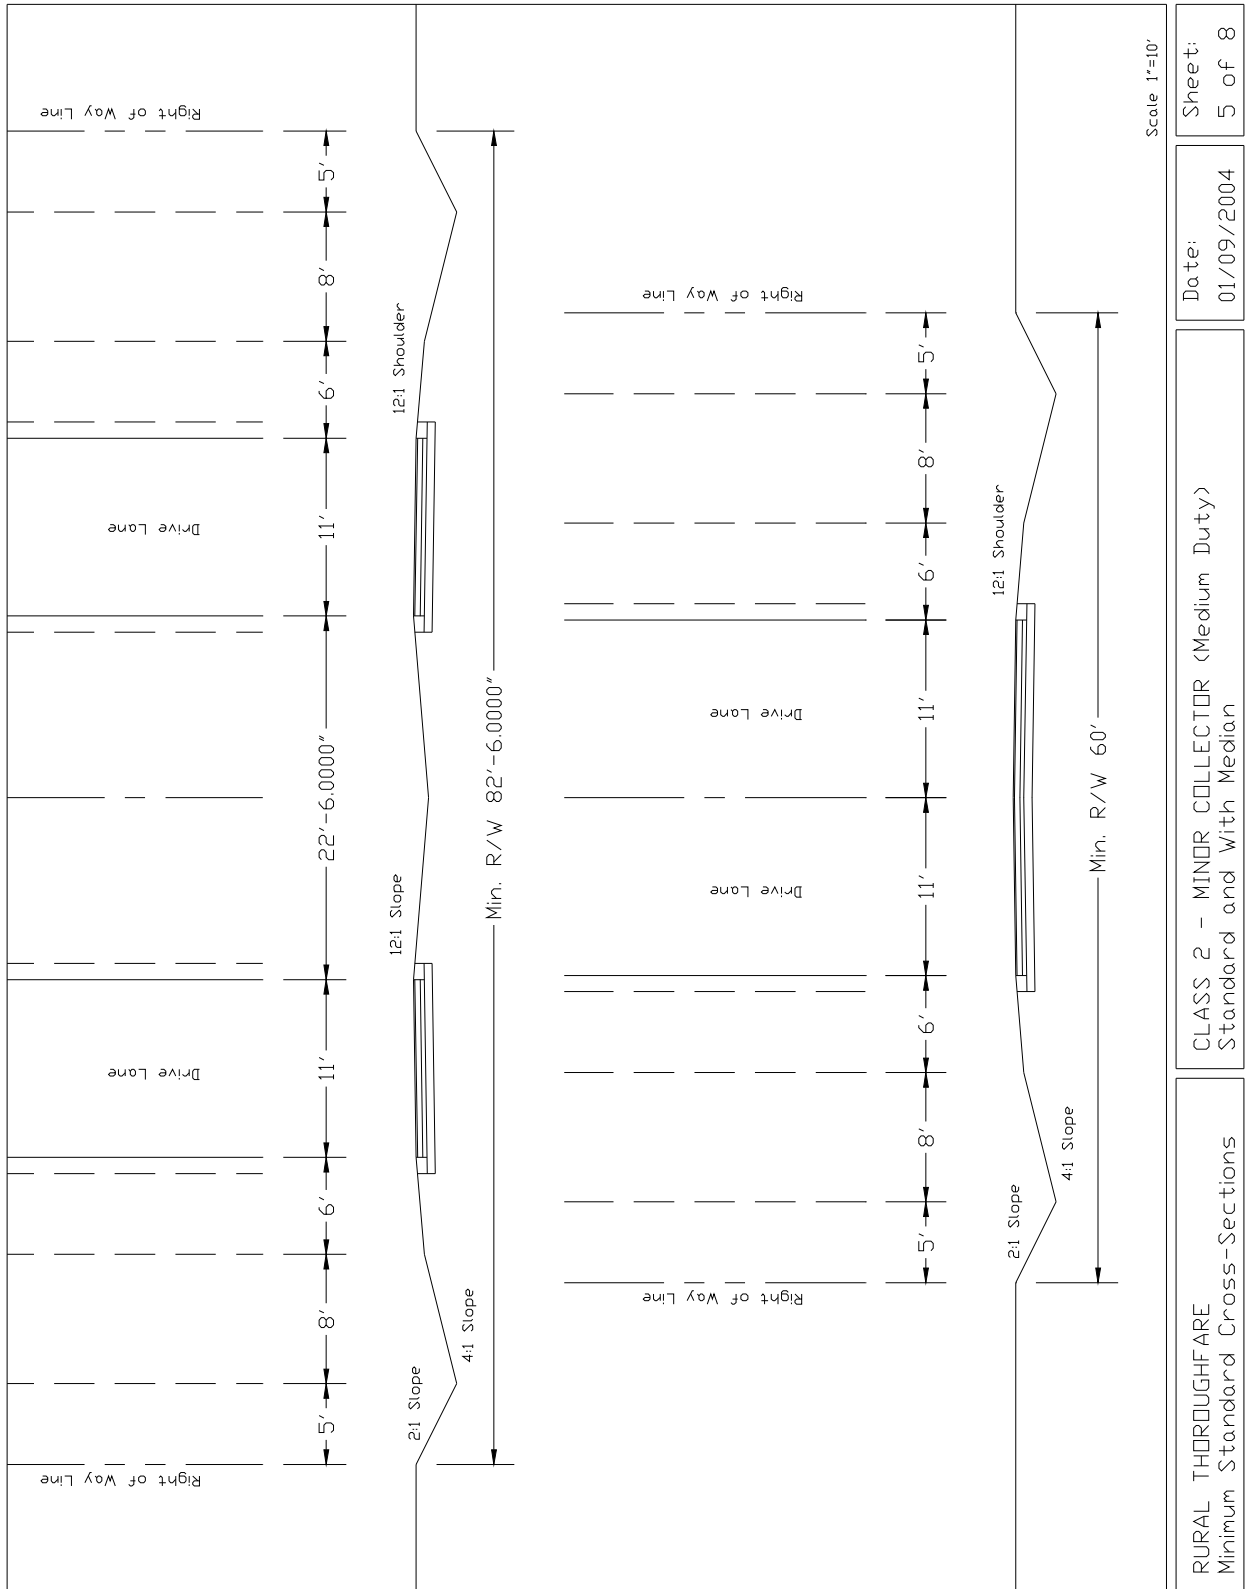 Right of Way Line
Drive Lane
Drive Lane
Right of Way Line
5'
8'
6'
11'
22'-6.0000"
11'
6'
8'
5'
2:1 Slope
4:1 Slope
12:1 Slope
12:1 Shoulder
Min. R/W 82'-6.0000"
Right of Way Line
Drive Lane
Drive Lane
Right of Way Line
5'
8'
6'
11'
11'
6'
8'
5'
2:1 Slope
4:1 Slope
12:1 Shoulder
Min. R/W 60'
Scale 1"=10'
RURAL THOROUGHFARE
Minimum Standard Cross-Sections
CLASS 2 - MINOR COLLECTOR (Medium Duty)
Standard and With Median
Date:
01/09/2004
Sheet:
5 of 8